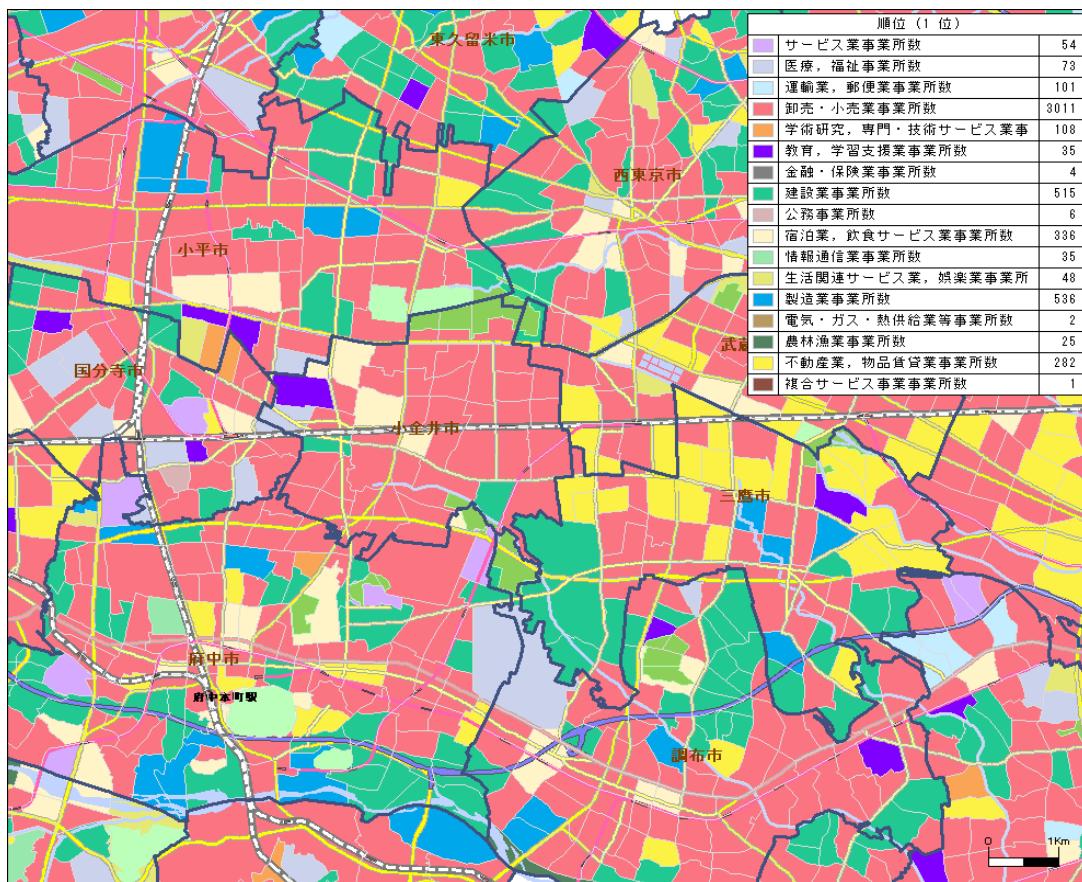 順位（1 位）
サービス業事業所数 54
医療，福祉事業所数 73
運輸業，郵便業事業所数 101
卸売・小売業事業所数 3011
学術研究，専門・技術サービス業事 108
教育，学習支援業事業所数 35
金融・保険業事業所数 4
建設業事業所数 515
公務事業所数 6
宿泊業，飲食サービス業事業所数 336
情報通信業事業所数 35
生活関連サービス業，娯楽業事業所 48
製造業事業所数 536
電気・ガス・熱供給業等事業所数 2
農林漁業事業所数 25
不動産業，物品賃貸業事業所数 282
複合サービス事業事業所数 1
東久留米市
西東京市
小平市
武蔵
国分寺市
小金井市
三鷹市
府中市
府中本町駅
調布市
0 1Km